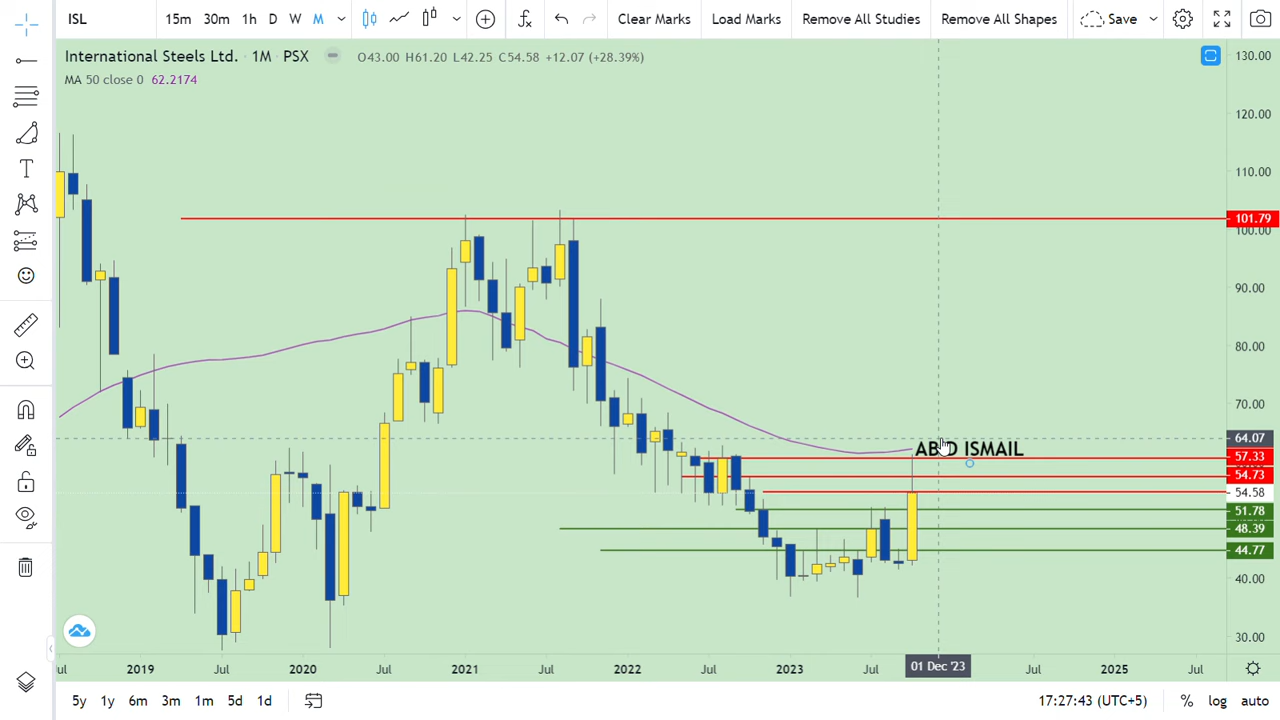 ISL 15m 30m 1h D W M Clear Marks Load Marks Remove All Studies Remove All Shapes Save
International Steels Ltd. · 1M · PSX O43.00 H61.20 L42.25 C54.58 +12.07 (+28.39%)
MA 50 close 0 62.2174
130.00
120.00
110.00
101.79
100.00
90.00
80.00
70.00
64.07
ABID ISMAIL
57.33
54.73
54.58
51.78
48.39
44.77
40.00
30.00
2019 Jul 2020 Jul 2021 Jul 2022 Jul 2023 Jul 01 Dec '23 Jul 2025 Jul
5y 1y 6m 3m 1m 5d 1d 17:27:43 (UTC+5) % log auto